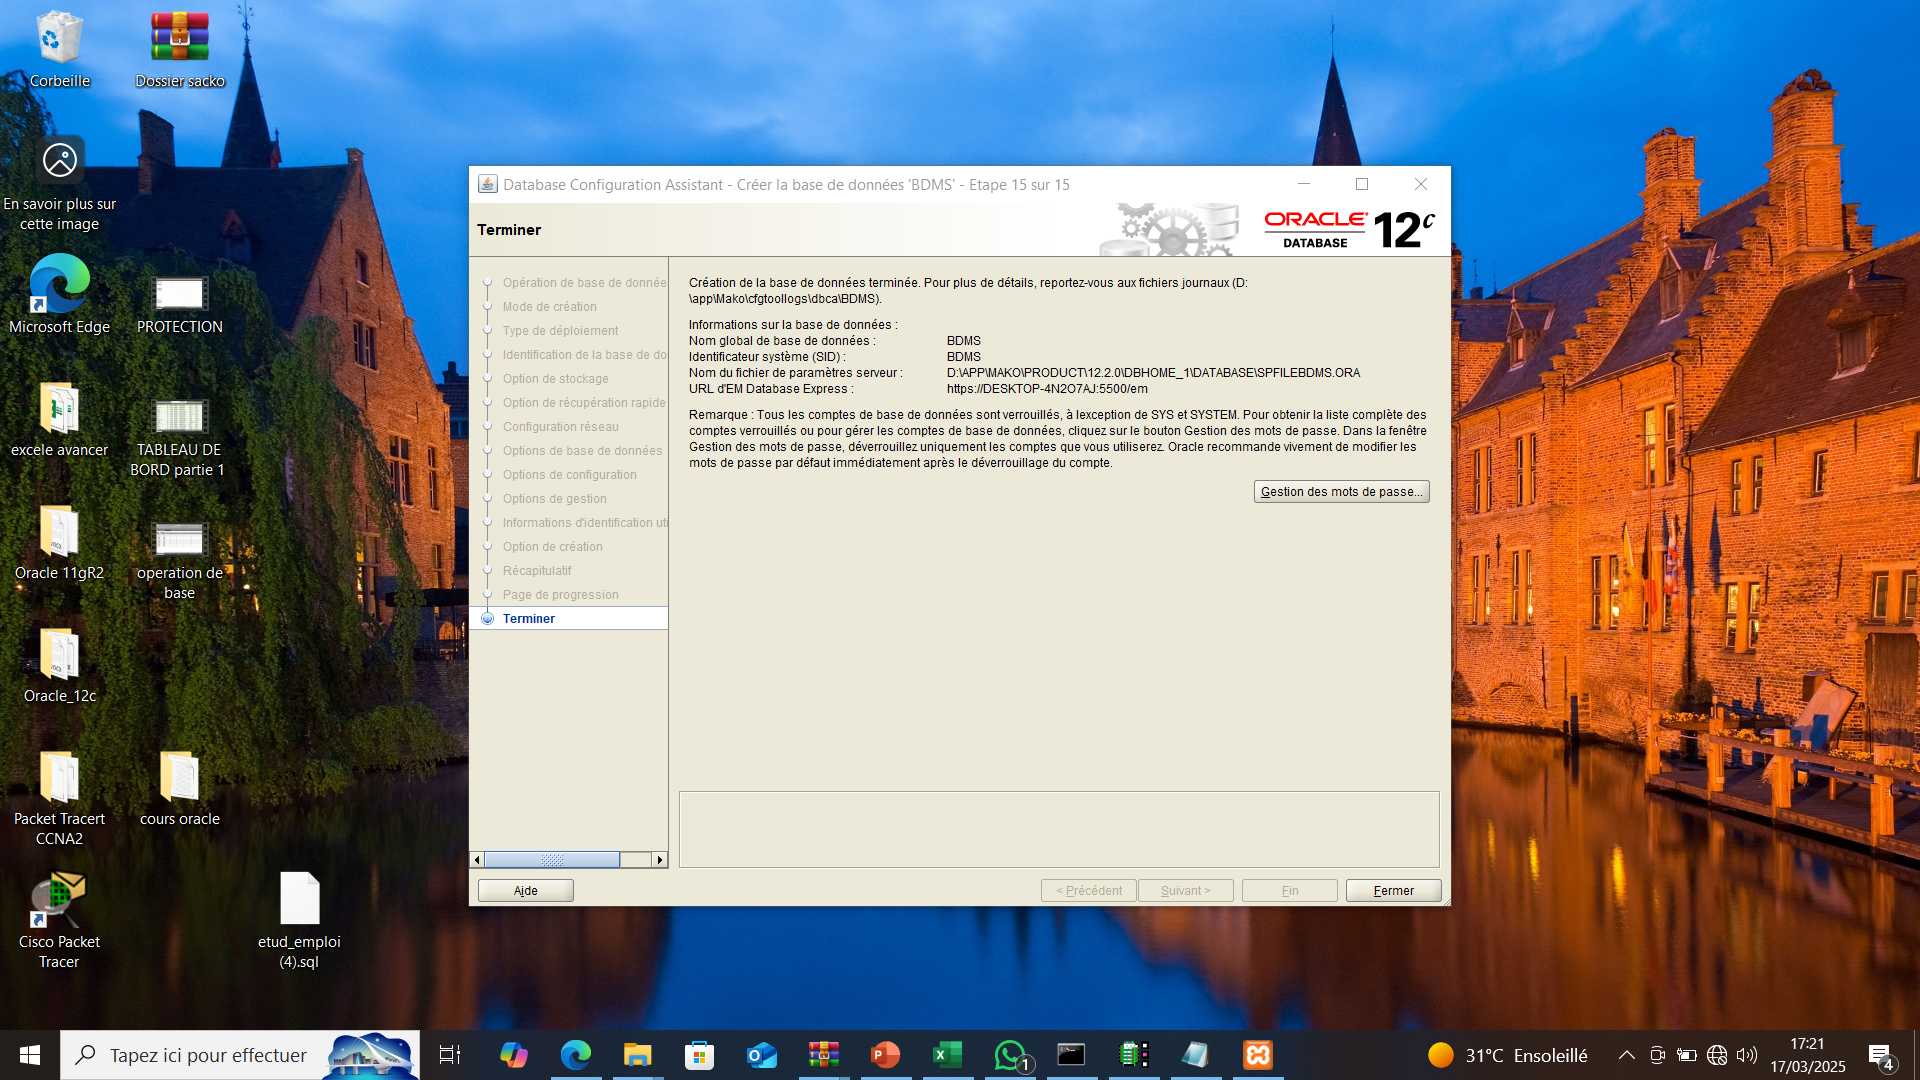 Corbeille
Dossier sacko
En savoir plus sur
cette image
Microsoft Edge
PROTECTION
excele avancer
TABLEAU DE
BORD partie 1
Oracle 11gR2
operation de
base
Oracle_12c
Packet Tracert
CCNA2
cours oracle
Cisco Packet
Tracer
etud_emploi
(4).sql
Database Configuration Assistant - Créer la base de données 'BDMS' - Etape 15 sur 15
Terminer
ORACLE
DATABASE
12c
Opération de base de donnée
Mode de création
Type de déploiement
Identification de la base de do
Option de stockage
Option de récupération rapide
Configuration réseau
Options de base de données
Options de configuration
Options de gestion
Informations d'identification uti
Option de création
Récapitulatif
Page de progression
Terminer
Création de la base de données terminée. Pour plus de détails, reportez-vous aux fichiers journaux (D:
\app\Mako\cfgtoollogs\dbca\BDMS).
Informations sur la base de données :
Nom global de base de données : BDMS
Identificateur système (SID) : BDMS
Nom du fichier de paramètres serveur : D:\APP\MAKO\PRODUCT\12.2.0\DBHOME_1\DATABASE\SPFILEBDMS.ORA
URL d'EM Database Express : https://DESKTOP-4N2O7AJ:5500/em
Remarque : Tous les comptes de base de données sont verrouillés, à lexception de SYS et SYSTEM. Pour obtenir la liste complète des
comptes verrouillés ou pour gérer les comptes de base de données, cliquez sur le bouton Gestion des mots de passe. Dans la fenêtre
Gestion des mots de passe, déverrouillez uniquement les comptes que vous utiliserez. Oracle recommande vivement de modifier les
mots de passe par défaut immédiatement après le déverrouillage du compte.
Gestion des mots de passe...
Aide
< Précédent
Suivant >
Fin
Fermer
Tapez ici pour effectuer
1
31°C Ensoleillé
17:21
17/03/2025
4